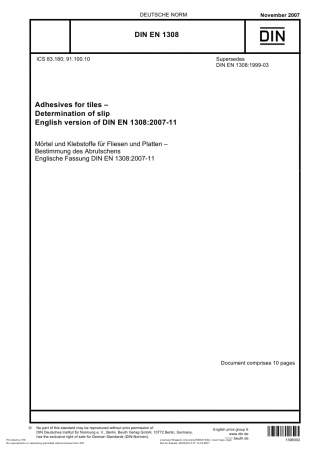 DEUTSCHE NORM
November 2007
DIN EN 1308
DIN
ICS 83.180; 91.100.10
Supersedes
DIN EN 1308:1999-03
Adhesives for tiles –
Determination of slip
English version of DIN EN 1308:2007-11
Mörtel und Klebstoffe für Fliesen und Platten –
Bestimmung des Abrutschens
Englische Fassung DIN EN 1308:2007-11
Document comprises 10 pages
© No part of this standard may be reproduced without prior permission of
DIN Deutsches Institut für Normung e. V., Berlin. Beuth Verlag GmbH, 10772 Berlin, Germany,
has the exclusive right of sale for German Standards (DIN-Normen).
English price group 8
www.din.de
www.beuth.de